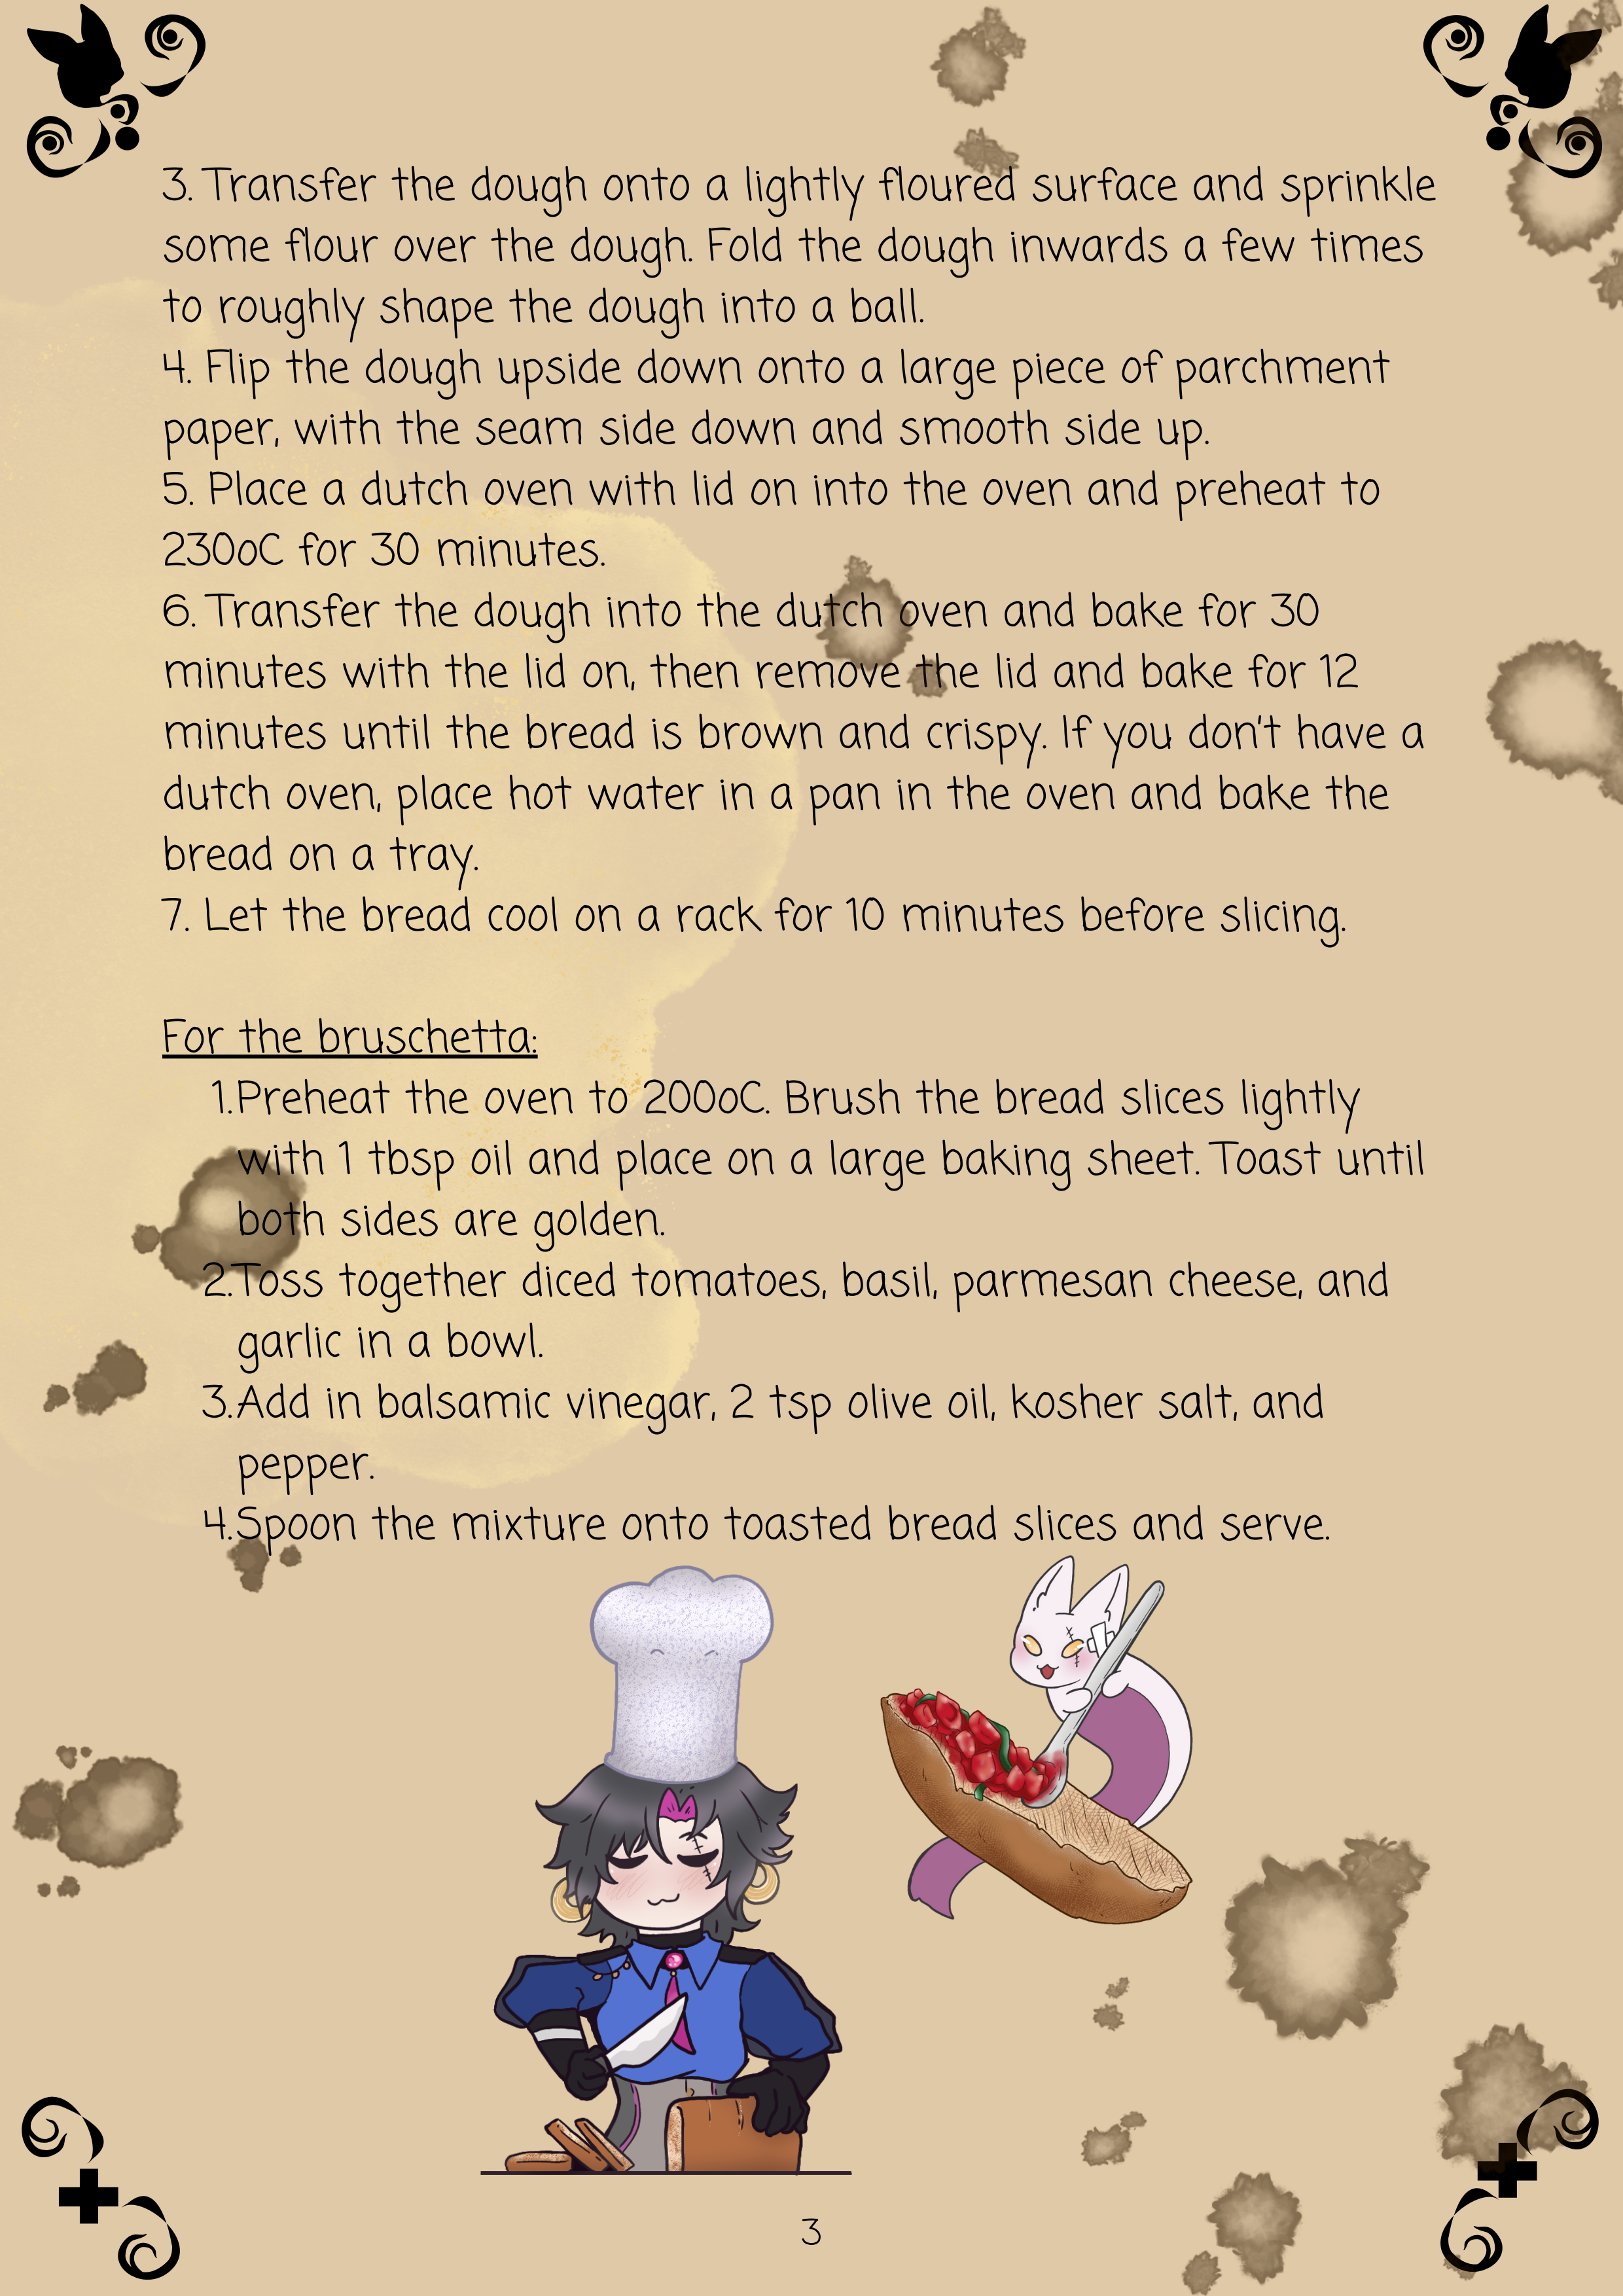 3. Transfer the dough onto a lightly floured surface and sprinkle
some flour over the dough. Fold the dough inwards a few times
to roughly shape the dough into a ball.
4. Flip the dough upside down onto a large piece of parchment
paper, with the seam side down and smooth side up.
5. Place a dutch oven with lid on into the oven and preheat to
230oC for 30 minutes.
6. Transfer the dough into the dutch oven and bake for 30
minutes with the lid on, then remove the lid and bake for 12
minutes until the bread is brown and crispy. If you don't have a
dutch oven, place hot water in a pan in the oven and bake the
bread on a tray.
7. Let the bread cool on a rack for 10 minutes before slicing.
For the bruschetta:
1.Preheat the oven to 200oC. Brush the bread slices lightly
with 1 tbsp oil and place on a large baking sheet. Toast until
both sides are golden.
2.Toss together diced tomatoes, basil, parmesan cheese, and
garlic in a bowl.
3.Add in balsamic vinegar, 2 tsp olive oil, kosher salt, and
pepper.
4.Spoon the mixture onto toasted bread slices and serve.
3